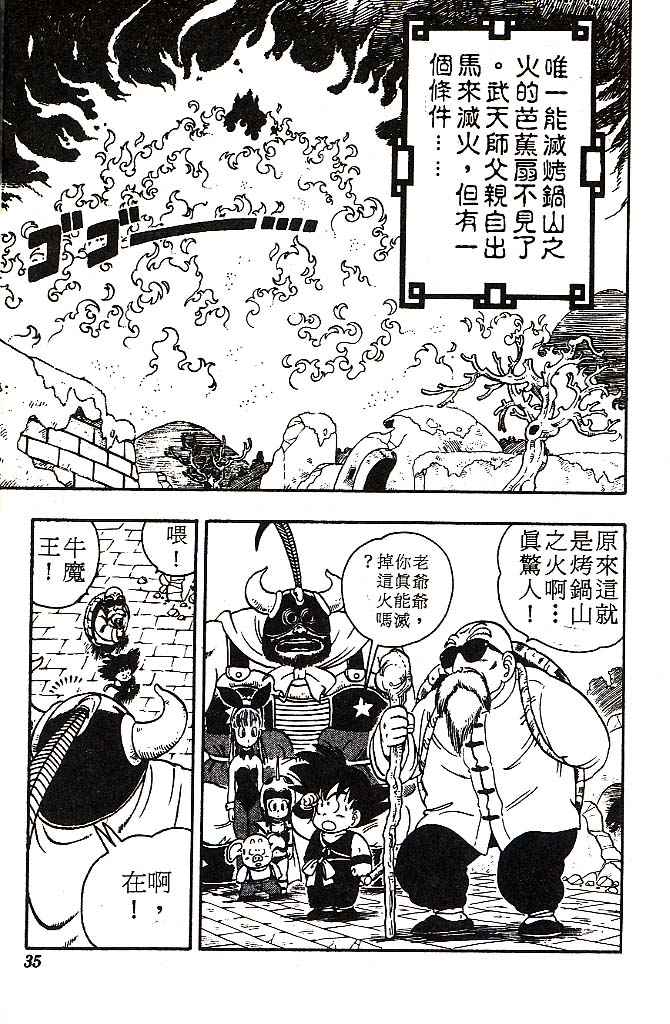 唯一能滅烤鍋山之
火的芭蕉扇不見了
。武天師父親自出
馬來滅火，但有一
個條件……
ゴゴー……
原來這就
是烤鍋山
之火啊…
眞驚人！
老爺爺，
你眞能滅
掉這火嗎
？
喂！
牛魔
王！
啊，
在！
35